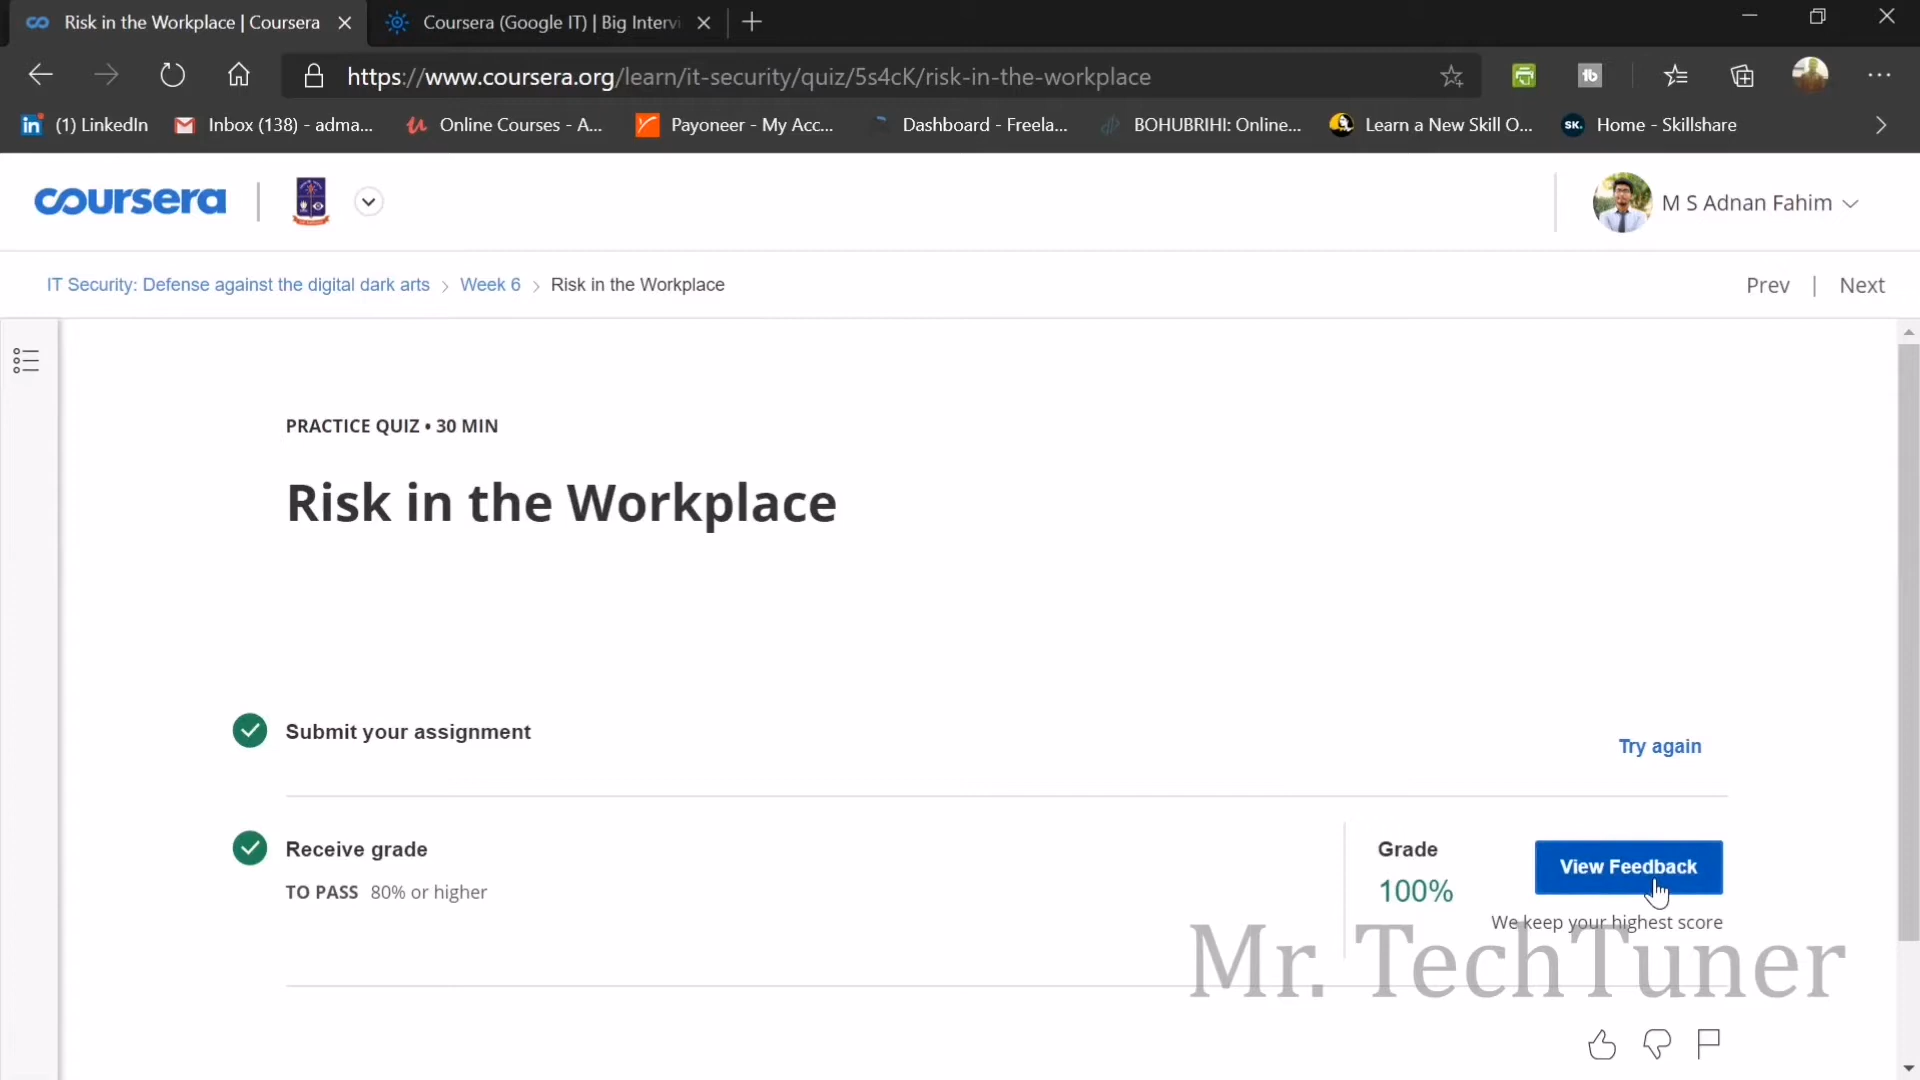 Risk in the Workplace | Coursera
Coursera (Google IT) | Big Intervi
https://www.coursera.org/learn/it-security/quiz/5s4cK/risk-in-the-workplace
(1) LinkedIn
Inbox (138) - adma...
Online Courses - A...
Payoneer - My Acc...
Dashboard - Freela...
BOHUBRIHI: Online...
Learn a New Skill O...
SK.
Home - Skillshare
coursera
M S Adnan Fahim
IT Security: Defense against the digital dark arts > Week 6 > Risk in the Workplace
Prev | Next
PRACTICE QUIZ • 30 MIN
Risk in the Workplace
Submit your assignment
Try again
Receive grade
TO PASS 80% or higher
Grade
100%
View Feedback
We keep your highest score
Mr. TechTuner